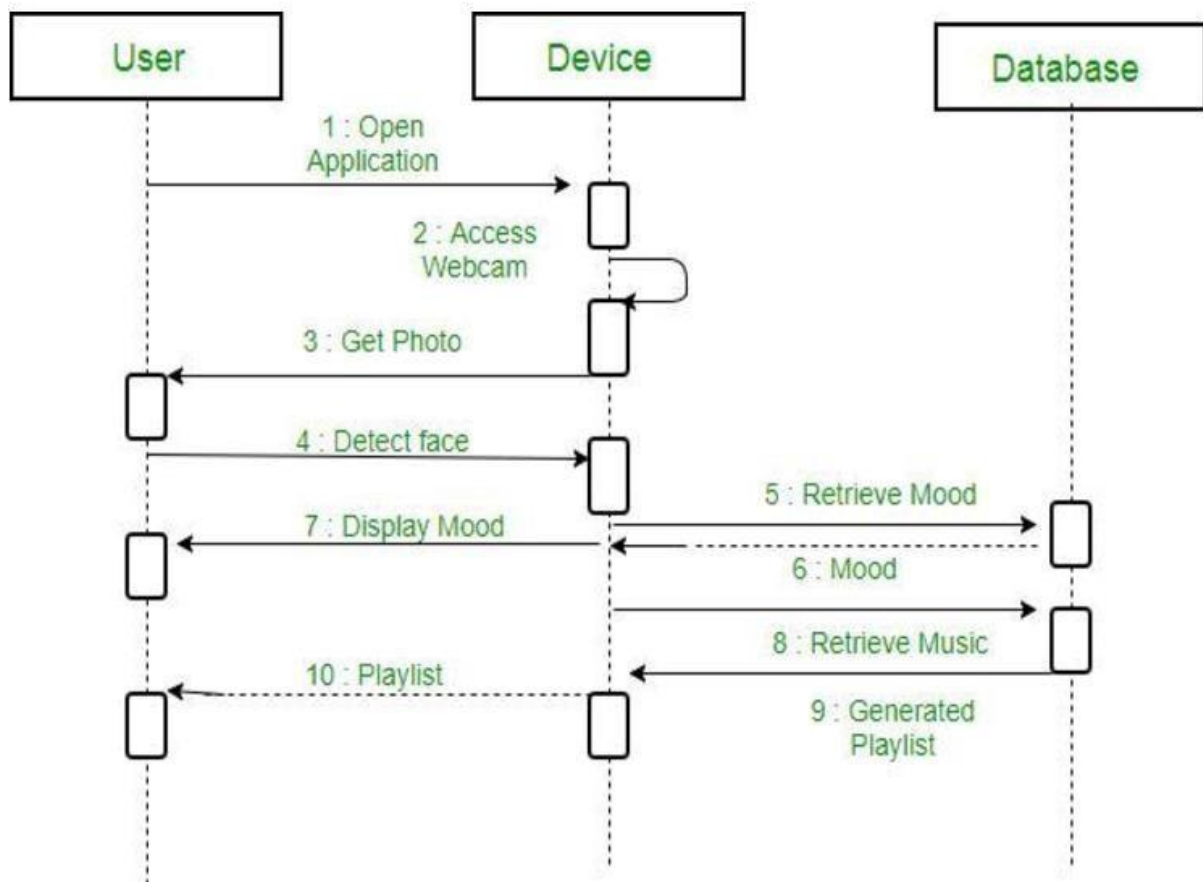 User
Device
Database
1 : Open
Application
2 : Access
Webcam
3 : Get Photo
4 : Detect face
5 : Retrieve Mood
7 : Display Mood
6 : Mood
8 : Retrieve Music
10 : Playlist
9 : Generated
Playlist